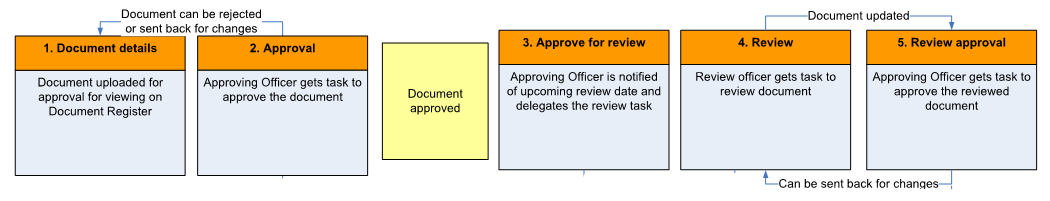 Document can be rejected
or sent back for changes
1. Document details
Document uploaded for
approval for viewing on
Document Register
2. Approval
Approving Officer gets task to
approve the document
Document
approved
3. Approve for review
Approving Officer is notified
of upcoming review date and
delegates the review task
Document updated
4. Review
Review officer gets task to
review document
5. Review approval
Approving Officer gets task to
approve the reviewed
document
Can be sent back for changes